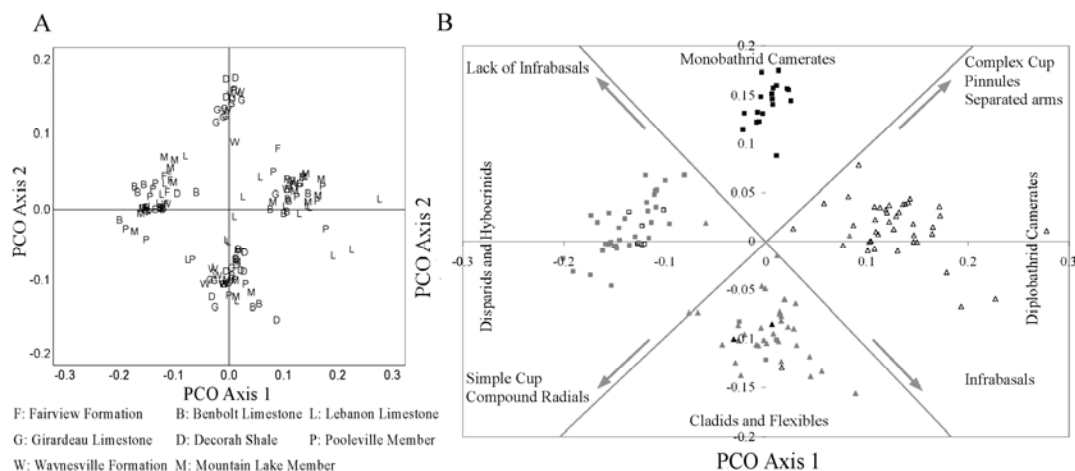 A
PCO Axis 2
0.2
0.1
0.0
-0.1
-0.2
-0.3 -0.2 -0.1 0.0 0.1 0.2 0.3
PCO Axis 1
F: Fairview Formation B: Benbolt Limestone L: Lebanon Limestone
G: Girardeau Limestone D: Decorah Shale P: Pooleville Member
W: Waynesville Formation M: Mountain Lake Member
B
PCO Axis 2
Lack of Infrabasals
Monobathrid Camerates
Complex Cup
Pinnules
Separated arms
Disparids and Hybocrinids
Diplobathrid Camerates
Simple Cup
Compound Radials
Cladids and Flexibles
Infrabasals
0.2
0.15
0.1
0.05
0
-0.05
-0.1
-0.15
-0.2
-0.3 -0.2 -0.1 0 0.1 0.2 0.3
PCO Axis 1